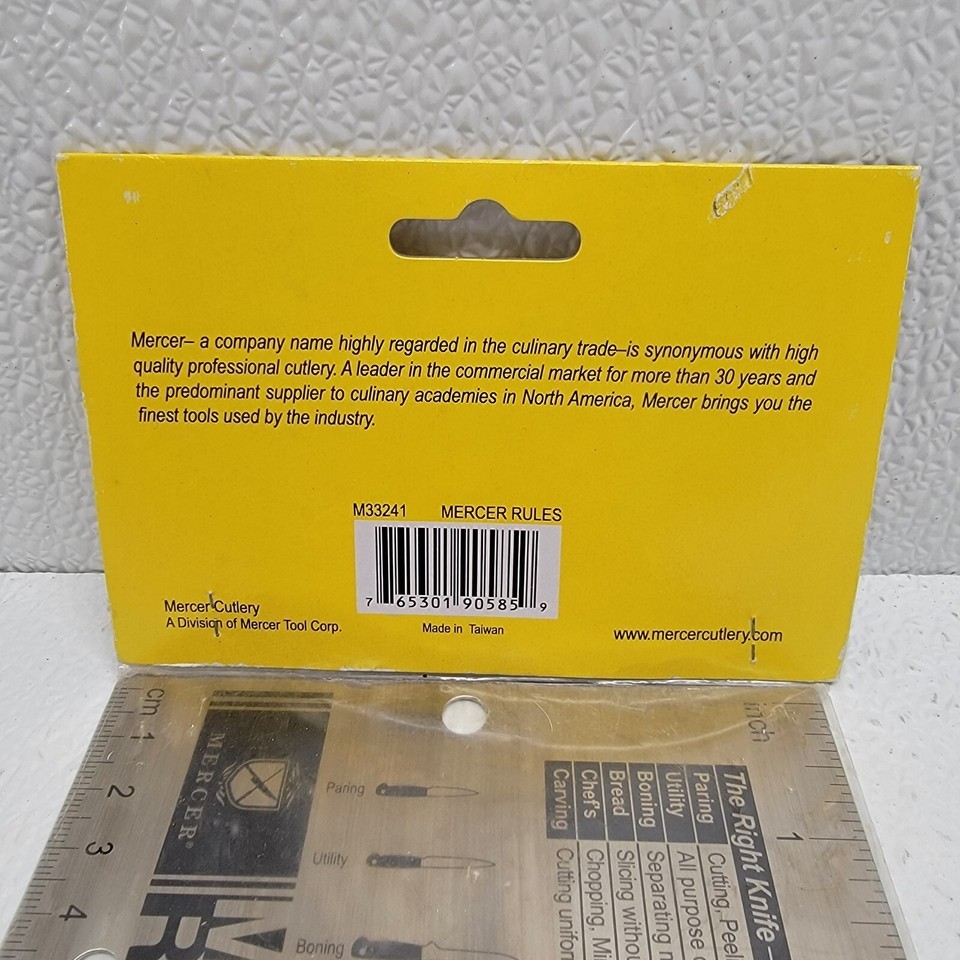 Mercer– a company name highly regarded in the culinary trade–is synonymous with high
quality professional cutlery. A leader in the commercial market for more than 30 years and
the predominant supplier to culinary academies in North America, Mercer brings you the
finest tools used by the industry.
M33241 MERCER RULES
7 65301 90585 9
Made in Taiwan
Mercer Cutlery
A Division of Mercer Tool Corp.
www.mercercutlery.com
cm 1
2
3
4
inch
1
MERCER®
Paring
Utility
Boning
The Right Knife
Paring Cutting, Peel
Utility All purpose
Boning Separating
Bread Slicing
Chef's Chopping,
Carving Cutting